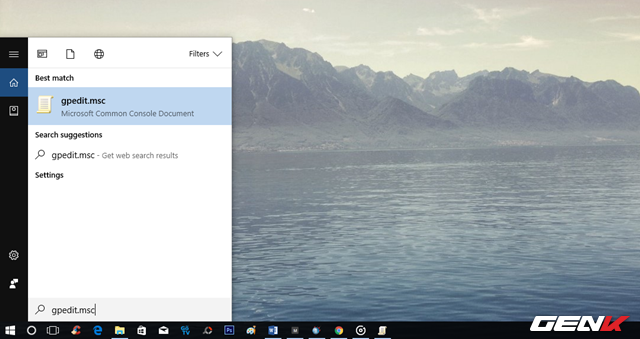 Filters
Best match
gpedit.msc
Microsoft Common Console Document
Search suggestions
gpedit.msc - Get web search results
Settings
gpedit.msc
GENK